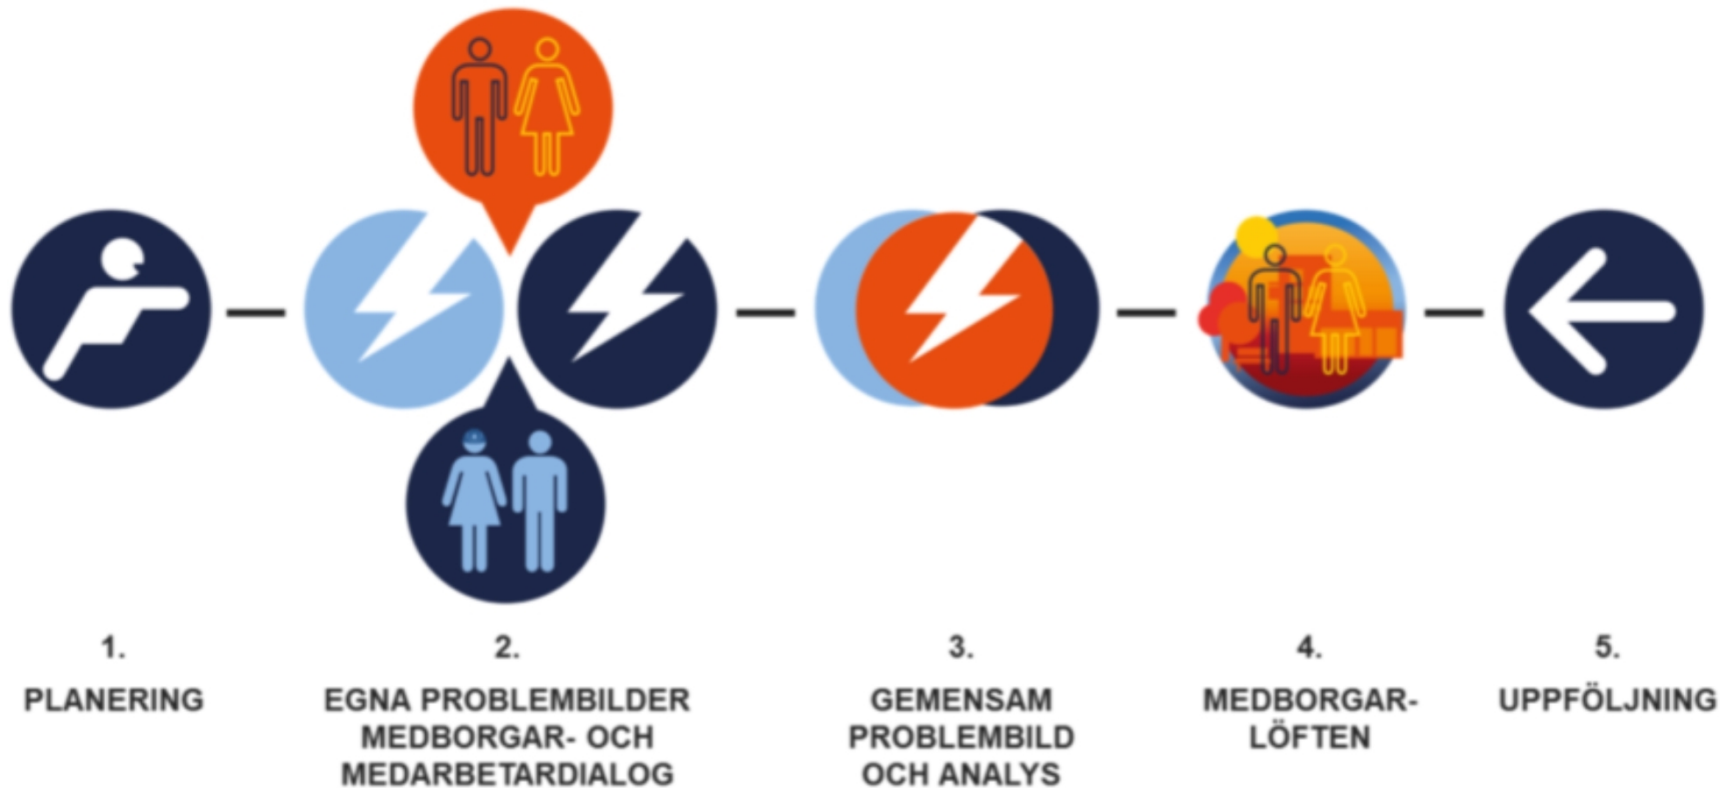 1.
PLANERING
2.
EGNA PROBLEMBILDER
MEDBORGAR- OCH
MEDARBETARDIALOG
3.
GEMENSAM
PROBLEMBILD
OCH ANALYS
4.
MEDBORGAR-
LÖFTEN
5.
UPPFÖLJNING